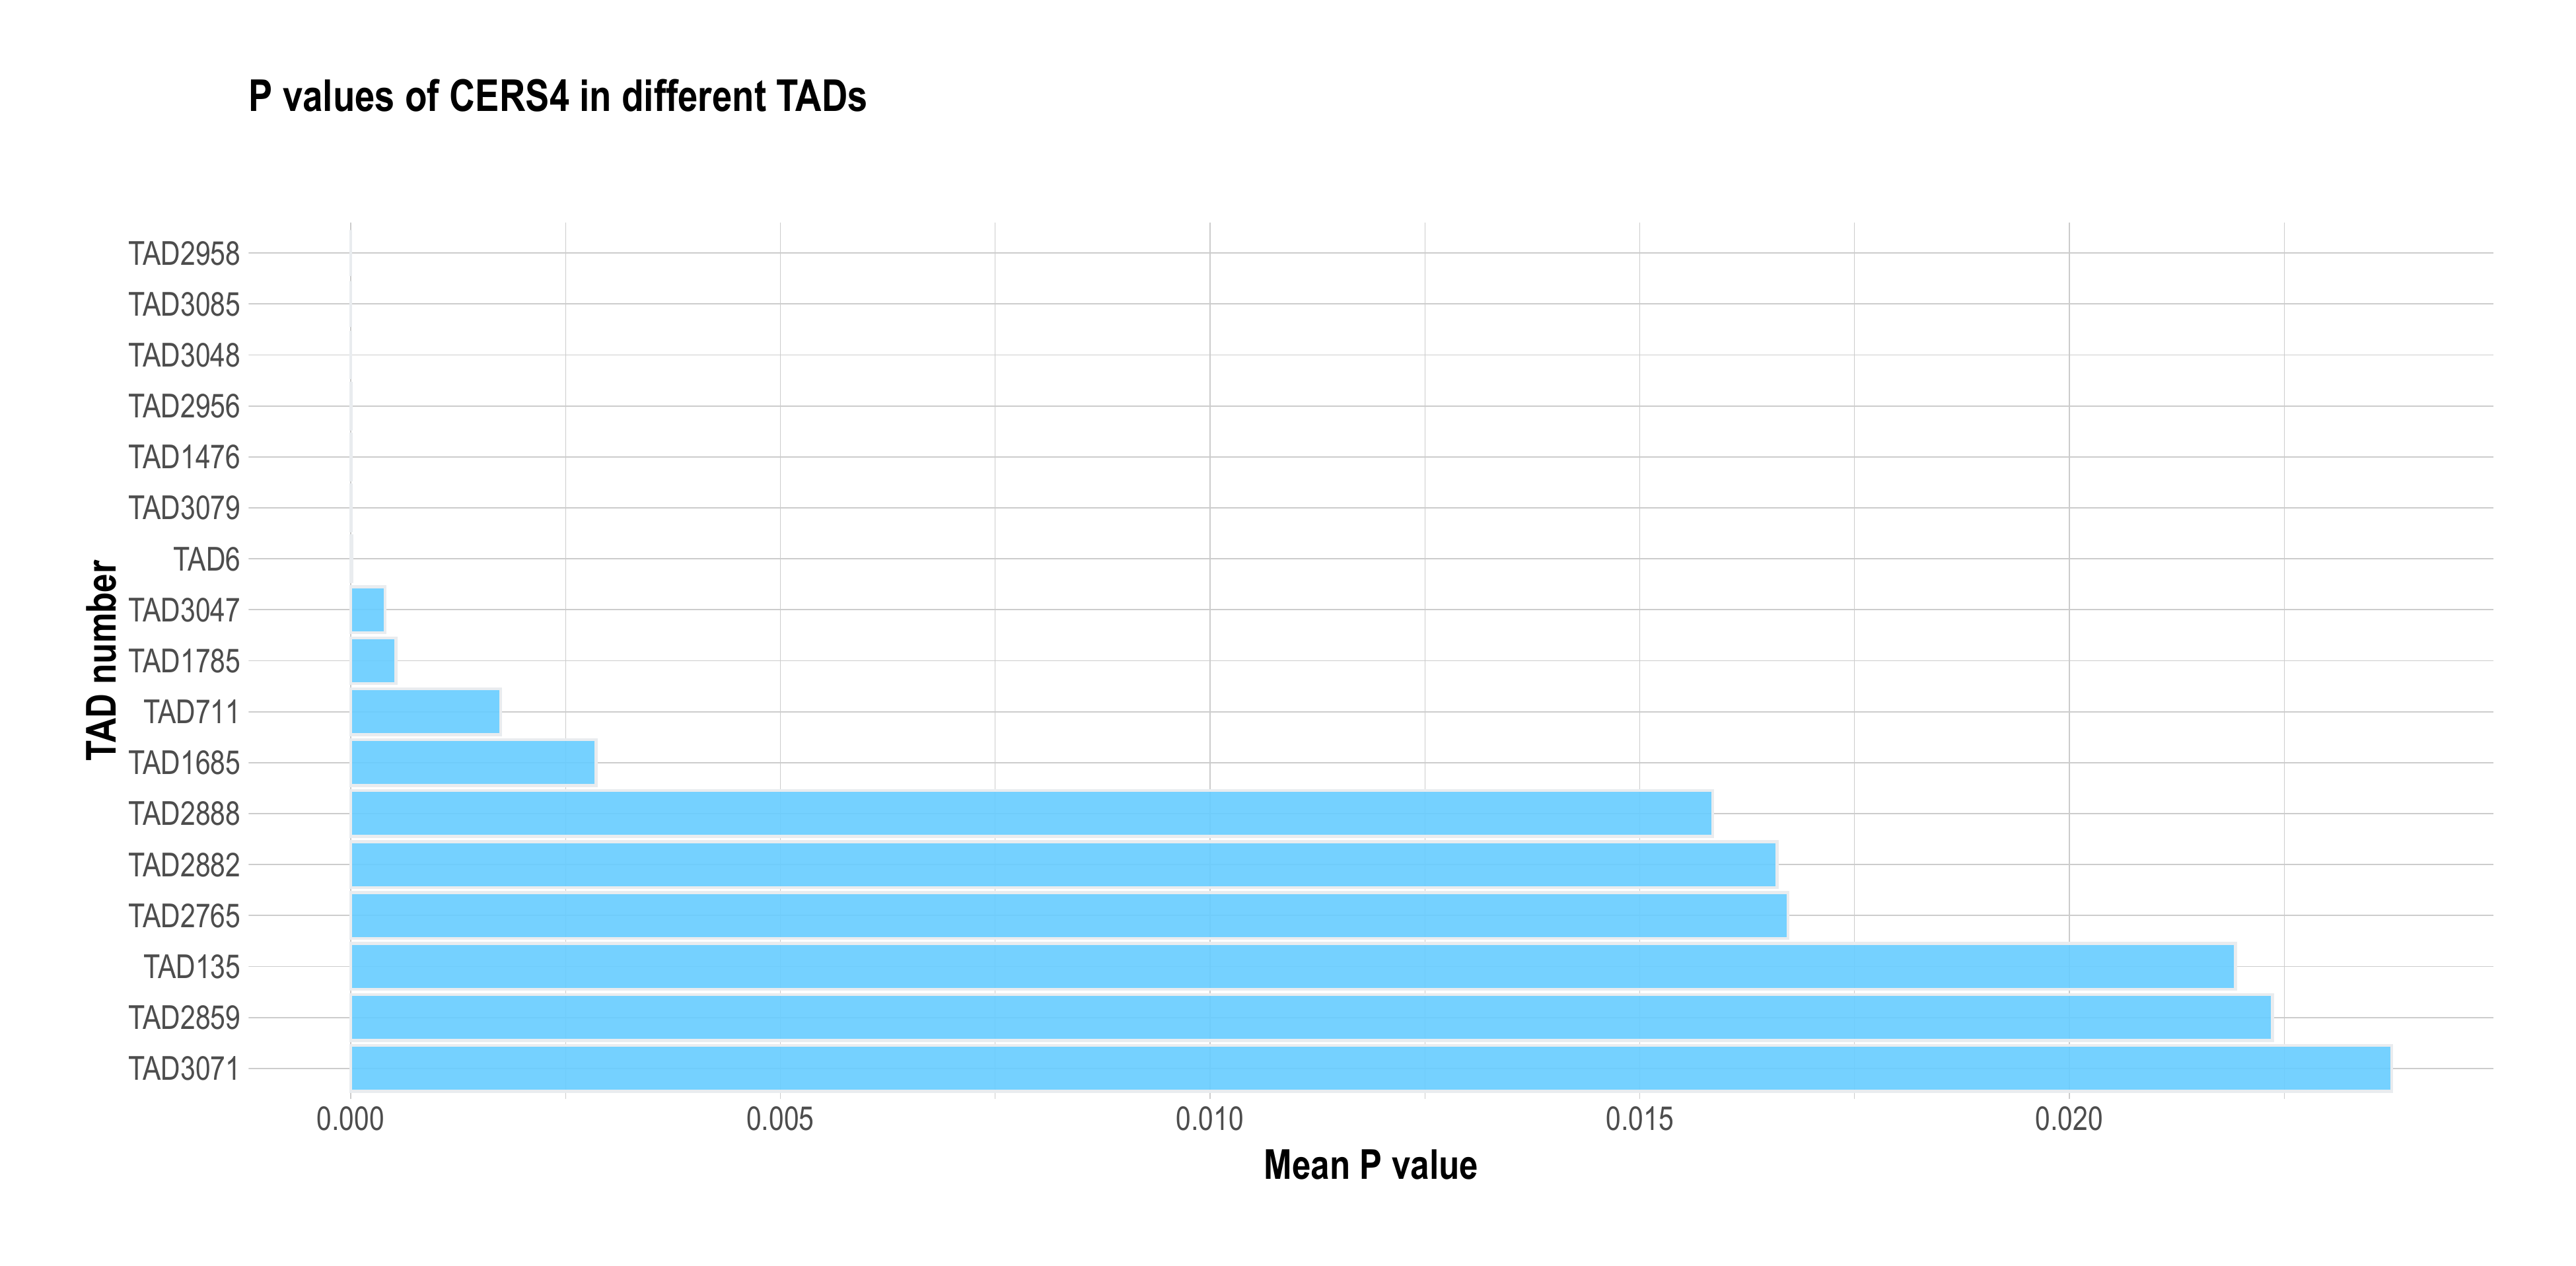 P values of CERS4 in different TADs
TAD number
TAD2958
TAD3085
TAD3048
TAD2956
TAD1476
TAD3079
TAD6
TAD3047
TAD1785
TAD711
TAD1685
TAD2888
TAD2882
TAD2765
TAD135
TAD2859
TAD3071
0.000 0.005 0.010 0.015 0.020
Mean P value